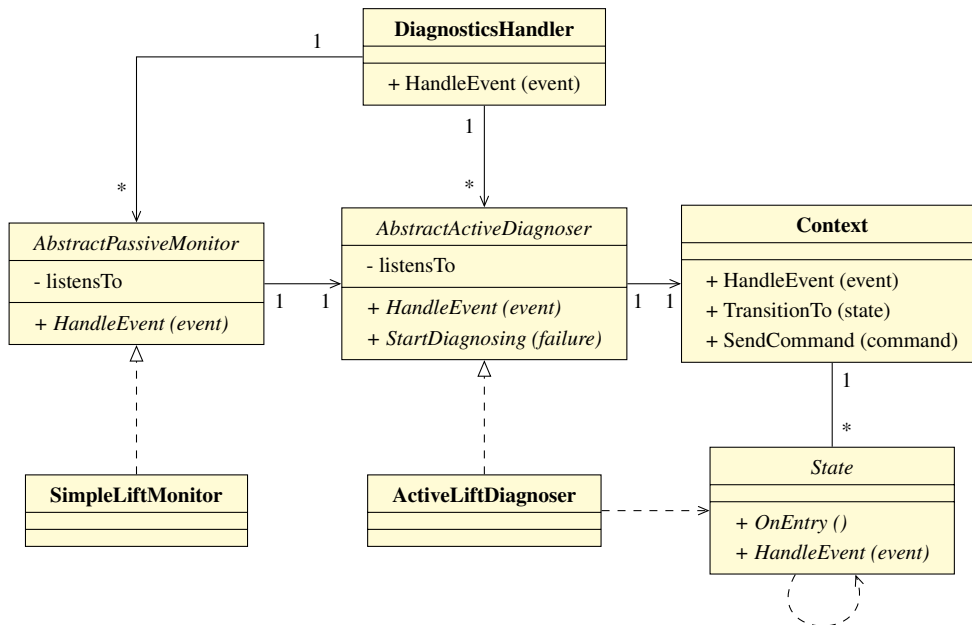 DiagnosticsHandler
+ HandleEvent (event)
1
*
1
*
AbstractPassiveMonitor
- listensTo
+ HandleEvent (event)
1
1
AbstractActiveDiagnoser
- listensTo
+ HandleEvent (event)
+ StartDiagnosing (failure)
1
1
Context
+ HandleEvent (event)
+ TransitionTo (state)
+ SendCommand (command)
1
*
SimpleLiftMonitor
ActiveLiftDiagnoser
State
+ OnEntry ()
+ HandleEvent (event)